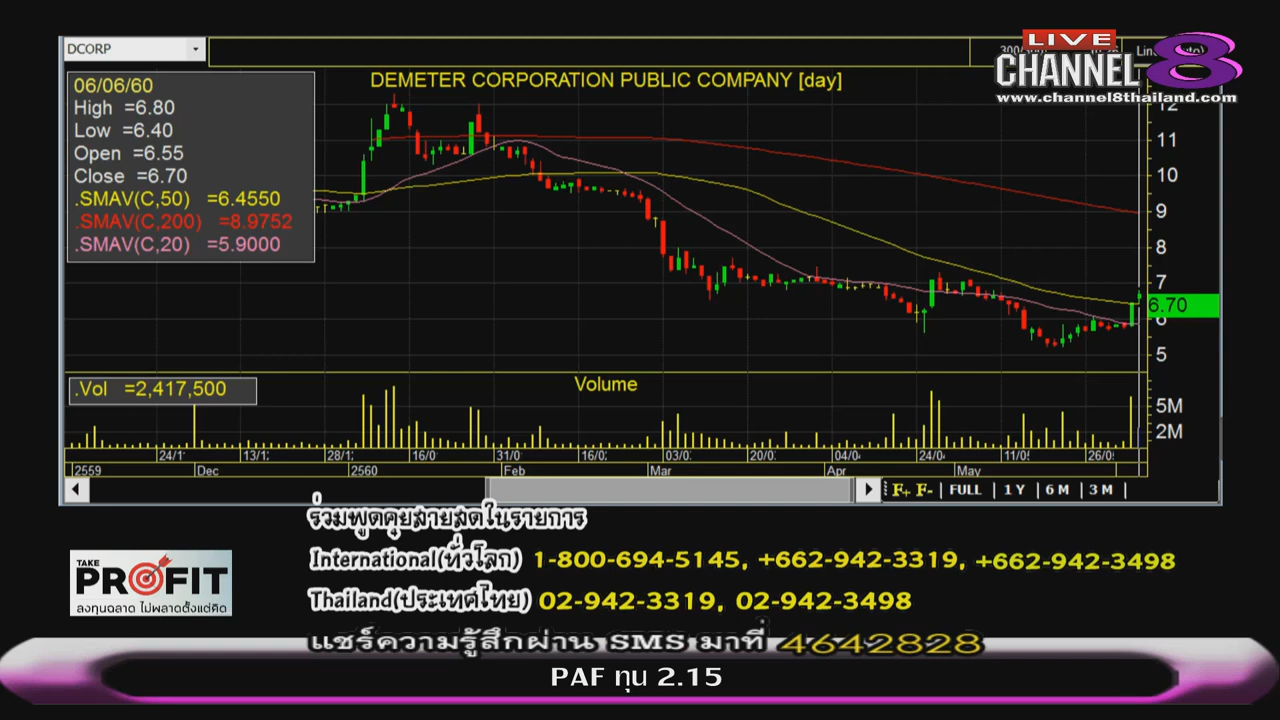 DCORP
LIVE
CHANNEL 8
www.channel8thailand.com
DEMETER CORPORATION PUBLIC COMPANY [day]
06/06/60
High =6.80
Low =6.40
Open =6.55
Close =6.70
.SMAV(C,50) =6.4550
.SMAV(C,200) =8.9752
.SMAV(C,20) =5.9000
12
11
10
9
8
7
6.70
6
5
.Vol =2,417,500
Volume
5M
2M
24/1 13/1 28/1 16/0 31/0 16/0 03/0 20/0 04/0 24/0 11/0 26/0
2559 Dec 2560 Feb Mar Apr May
F+ F- FULL 1 Y 6 M 3 M
ร่วมพูดคุยสายสดในรายการ
International(ทั่วโลก) 1-800-694-5145, +662-942-3319, +662-942-3498
Thailand(ประเทศไทย) 02-942-3319, 02-942-3498
TAKE
PROFIT
ลงทุนฉลาด ไม่พลาดตั้งแต่คิด
แชร์ความรู้สึกผ่าน SMS มาที่ 4642828
PAF ทุน 2.15